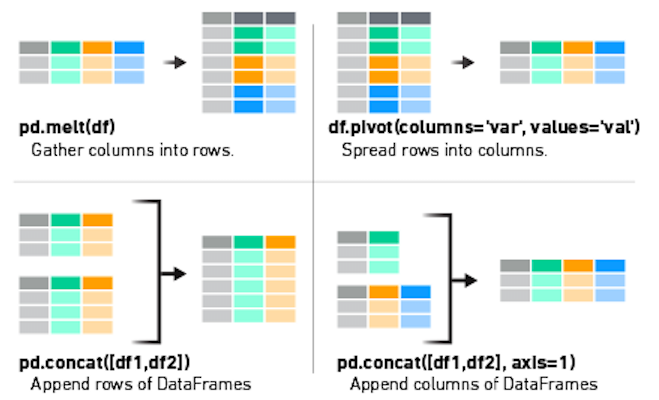 pd.melt(df)
Gather columns into rows.
df.pivot(columns='var', values='val')
Spread rows into columns.
pd.concat([df1,df2])
Append rows of DataFrames
pd.concat([df1,df2], axis=1)
Append columns of DataFrames